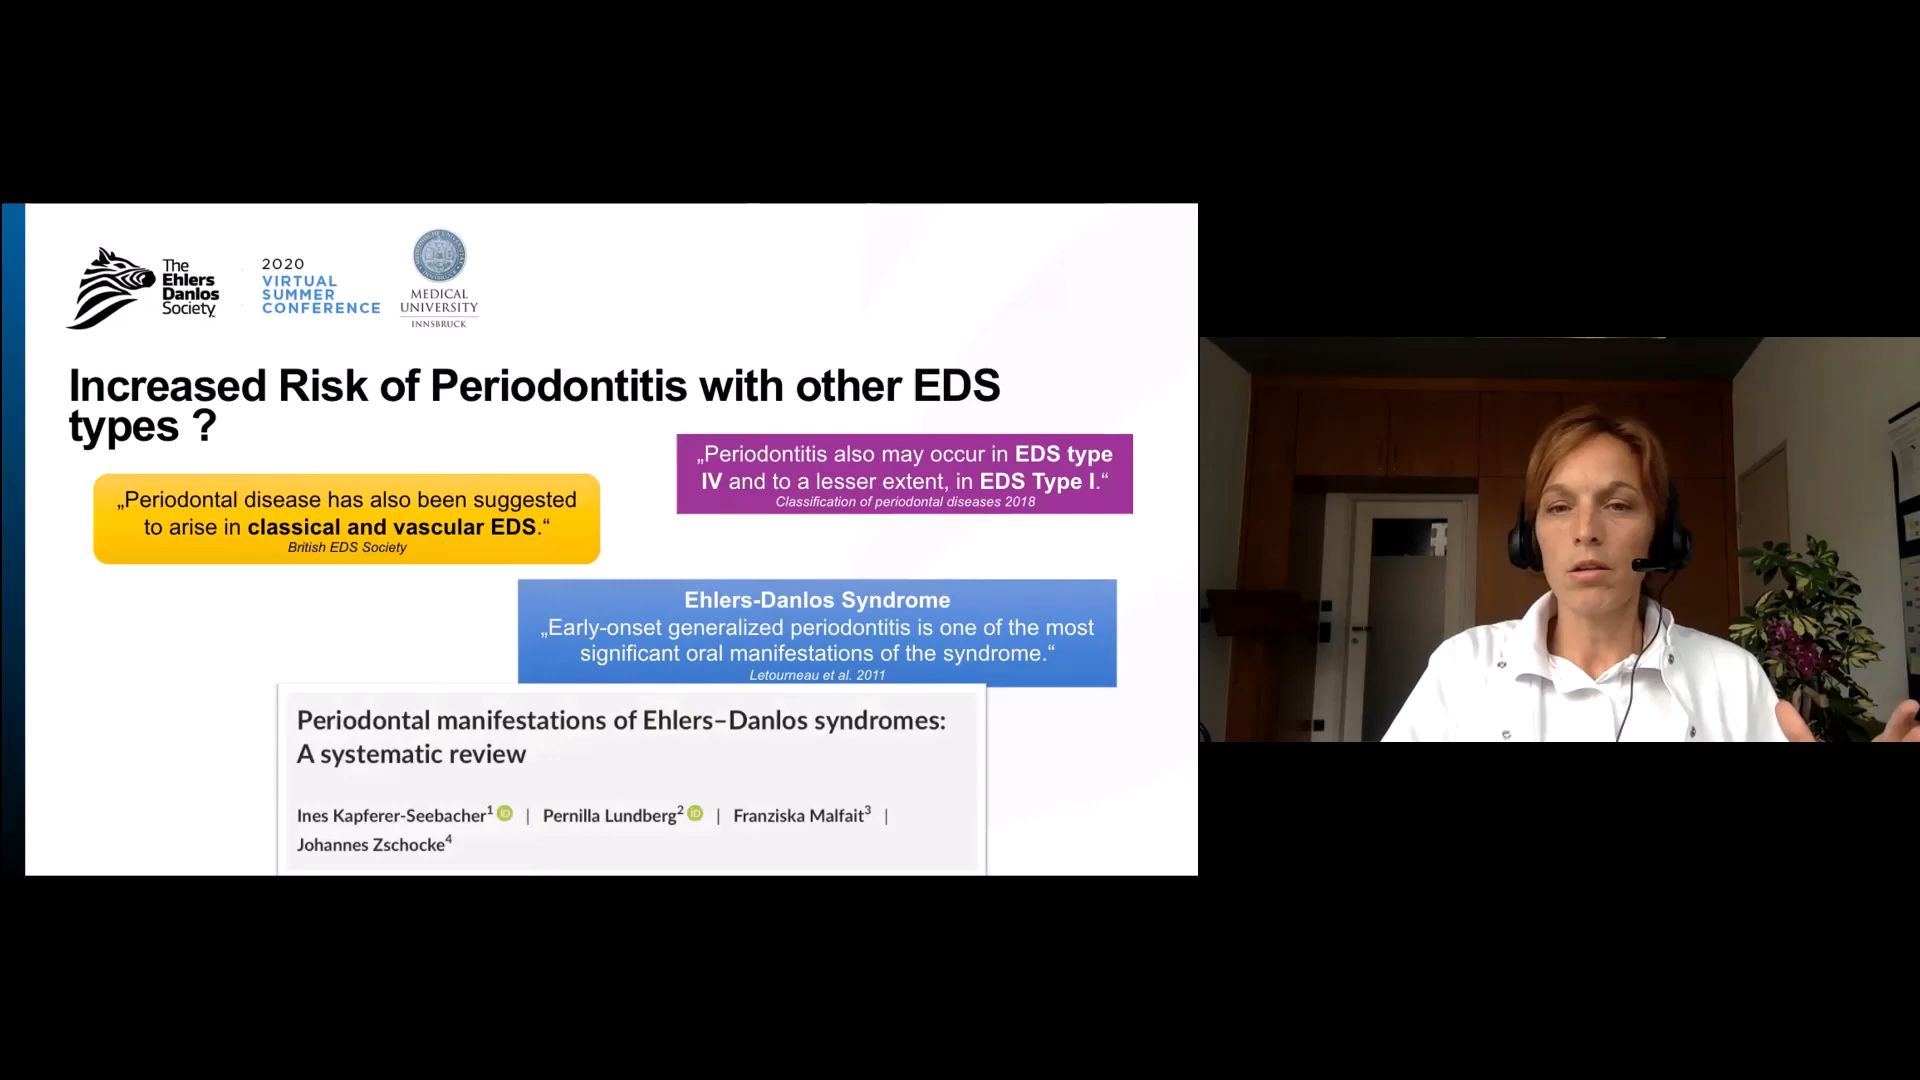 The
Ehlers
Danlos
Society
2020
VIRTUAL
SUMMER
CONFERENCE
MEDICAL
UNIVERSITY
INNSBRUCK
Increased Risk of Periodontitis with other EDS
types ?
„Periodontitis also may occur in EDS type
IV and to a lesser extent, in EDS Type I.“
Classification of periodontal diseases 2018
„Periodontal disease has also been suggested
to arise in classical and vascular EDS.“
British EDS Society
Ehlers-Danlos Syndrome
„Early-onset generalized periodontitis is one of the most
significant oral manifestations of the syndrome.“
Letourneau et al. 2011
Periodontal manifestations of Ehlers–Danlos syndromes:
A systematic review
Ines Kapferer-Seebacher1 iD | Pernilla Lundberg2 iD | Franziska Malfait3 |
Johannes Zschocke4